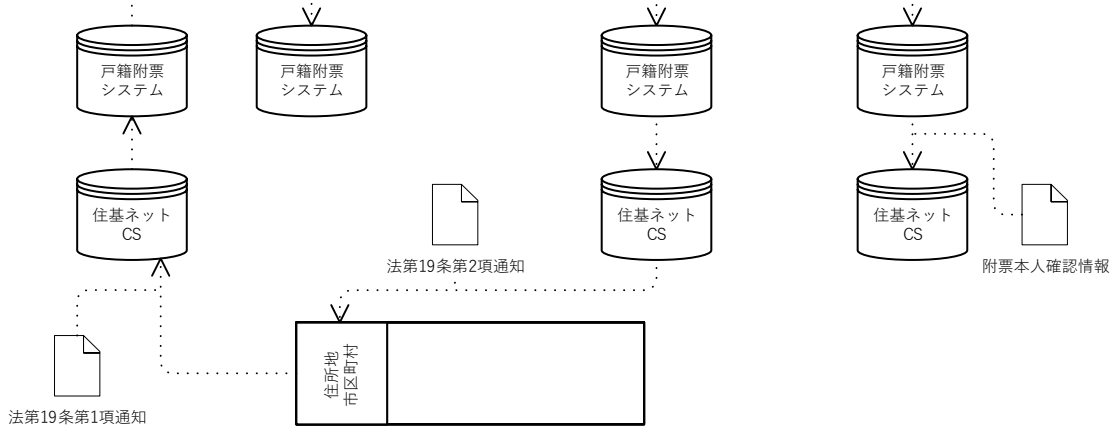 戸籍附票
システム
戸籍附票
システム
戸籍附票
システム
戸籍附票
システム
住基ネット
CS
住基ネット
CS
住基ネット
CS
法第19条第2項通知
附票本人確認情報
住所地
市区町村
法第19条第1項通知